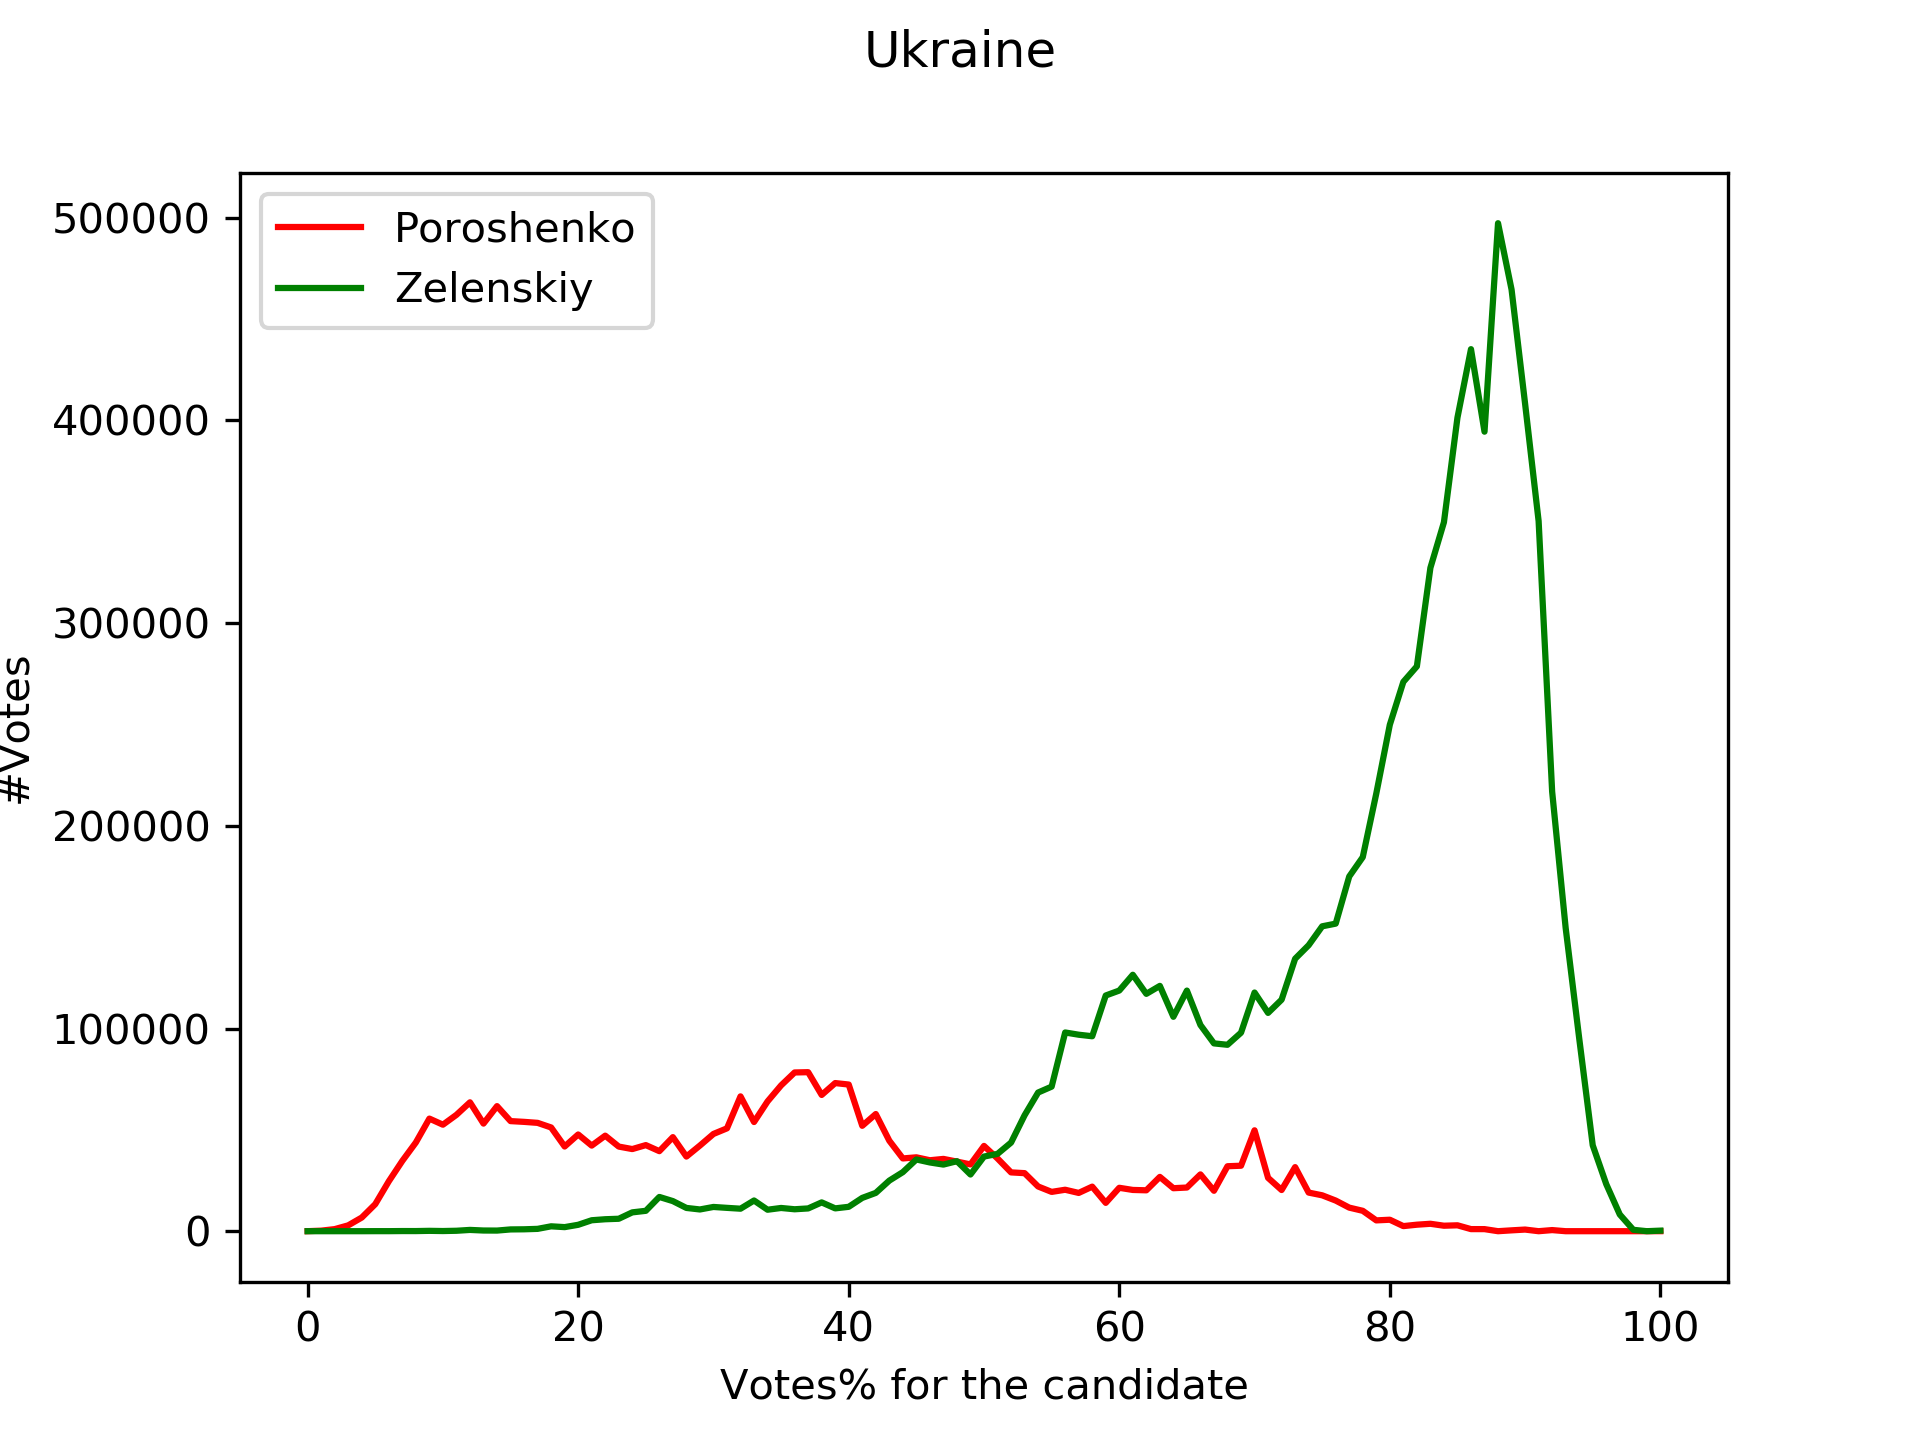 Ukraine
Poroshenko
Zelenskiy
500000
400000
300000
200000
100000
0
#Votes
0 20 40 60 80 100
Votes% for the candidate